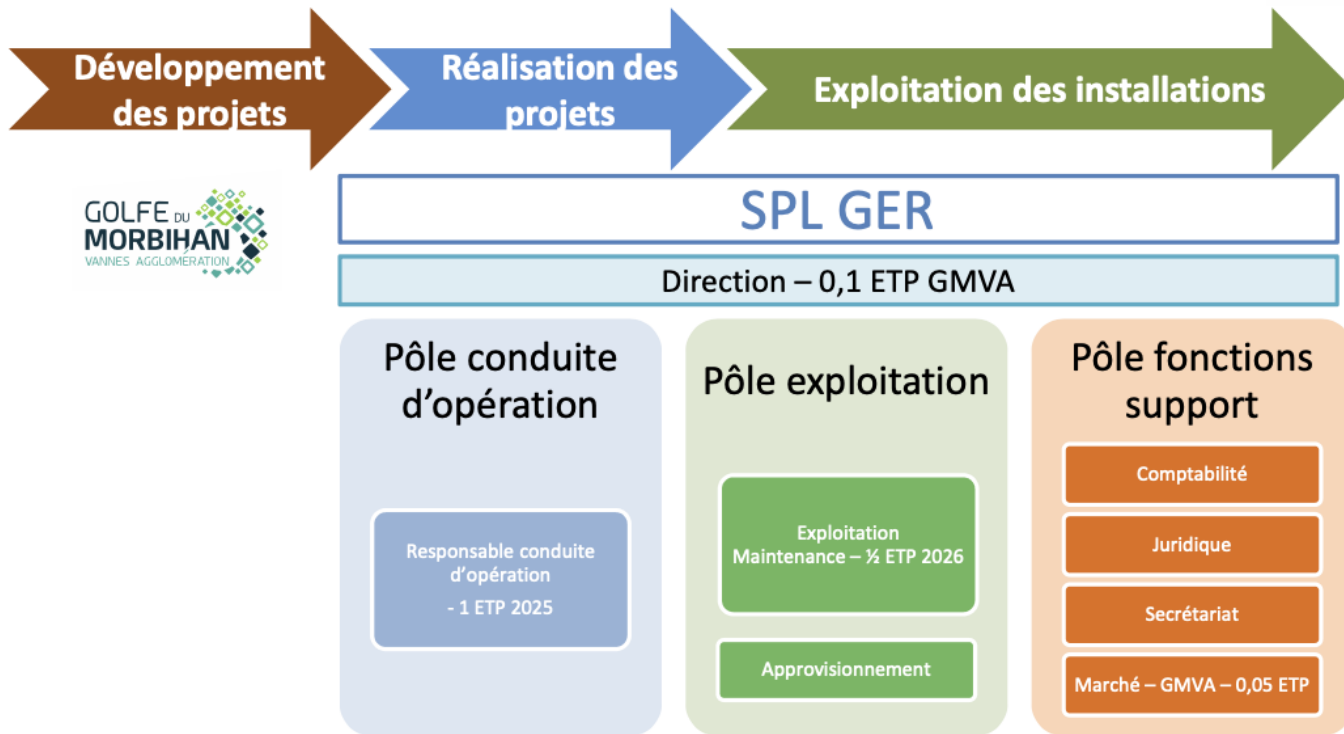 Développement
des projets
Réalisation des
projets
Exploitation des installations
GOLFE DU
MORBIHAN
VANNES AGGLOMÉRATION
SPL GER
Direction – 0,1 ETP GMVA
Pôle conduite
d’opération
Responsable conduite
d’opération
- 1 ETP 2025
Pôle exploitation
Exploitation
Maintenance – ½ ETP 2026
Approvisionnement
Pôle fonctions
support
Comptabilité
Juridique
Secrétariat
Marché – GMVA – 0,05 ETP